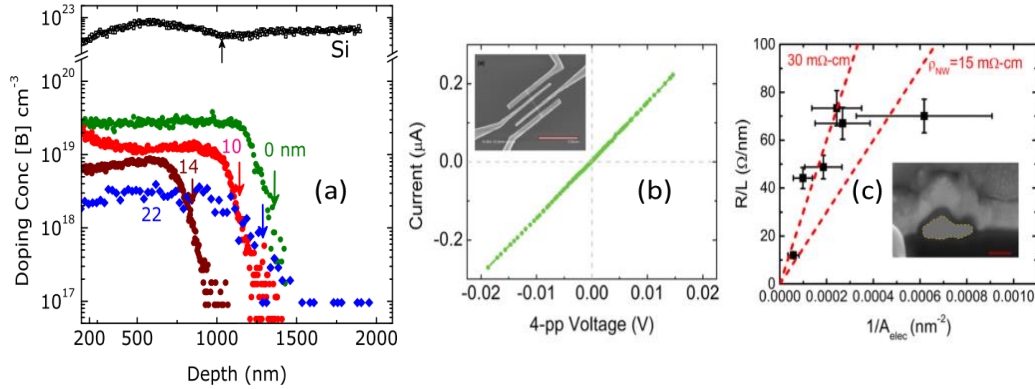 10²³
Si
10²⁰
10¹⁹
10¹⁸
10¹⁷
Doping Conc [B] cm⁻³
14
10
0 nm
22
(a)
200 500 1000 1500 2000
Depth (nm)
0.2
0.0
-0.2
Current (µA)
(b)
-0.02 -0.01 0.00 0.01
4-pp Voltage (V)
100
80
60
40
20
0
R/L (Ω/nm)
30 mΩ-cm
ρNW=15 mΩ-cm
(c)
0.0000 0.0002 0.0004 0.0006 0.0008 0.0010
1/Aelec (nm⁻²)